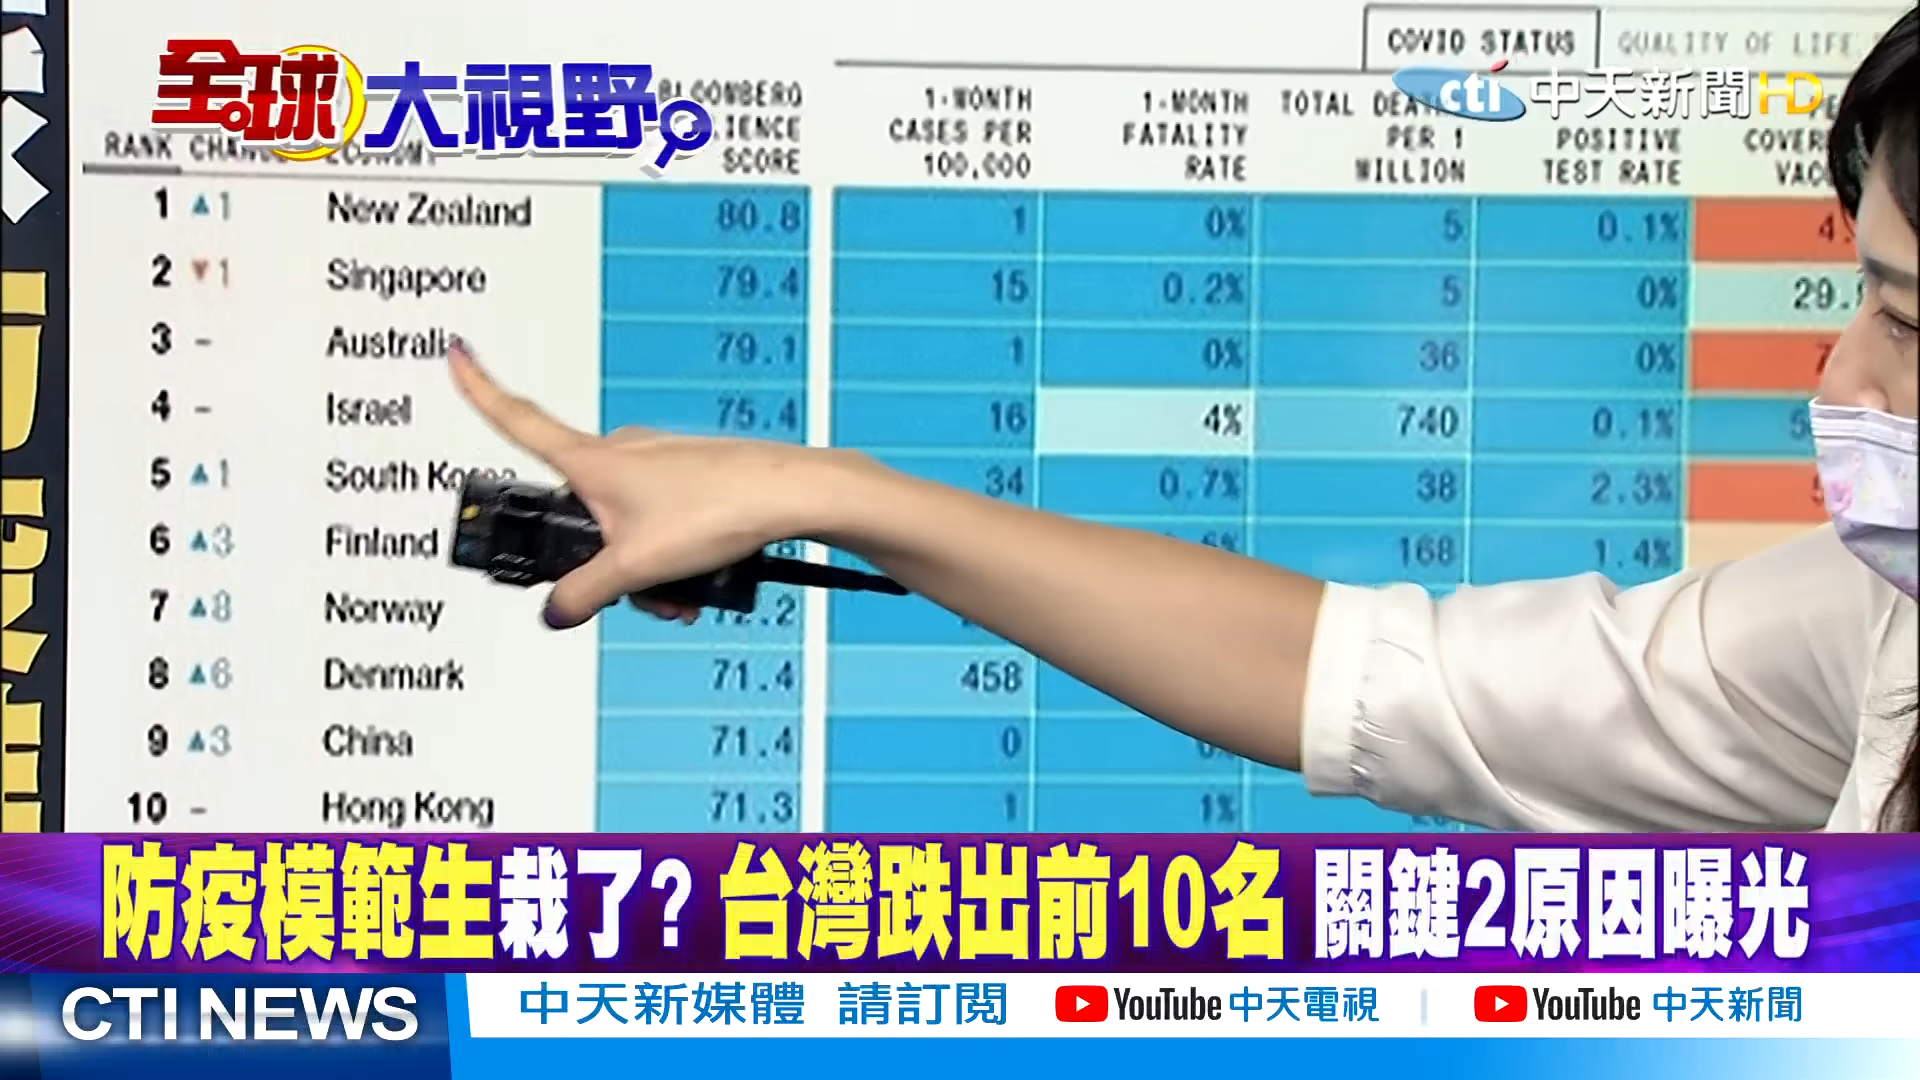 全球大視野
COVID STATUS
QUALITY OF LIFE
cti 中天新聞HD
RANK
SCORE
1-MONTH CASES PER 100,000
1-MONTH FATALITY RATE
PER 1 MILLION
POSITIVE TEST RATE
1 ▲1 New Zealand 80.8 1 0% 5 0.1%
2 ▼1 Singapore 79.4 15 0.2% 5 0%
3 – Australia 79.1 1 0% 36 0%
4 – Israel 75.4 16 4% 740 0.1%
5 ▲1 South 34 0.7% 38 2.3%
6 ▲3 Finland 168 1.4%
7 ▲8 Norway
8 ▲6 Denmark 71.4 458
9 ▲3 China 71.4 0
10 – Hong Kong 71.3 1 1%
防疫模範生栽了? 台灣跌出前10名 關鍵2原因曝光
CTI NEWS
中天新媒體 請訂閱 YouTube 中天電視 | YouTube 中天新聞